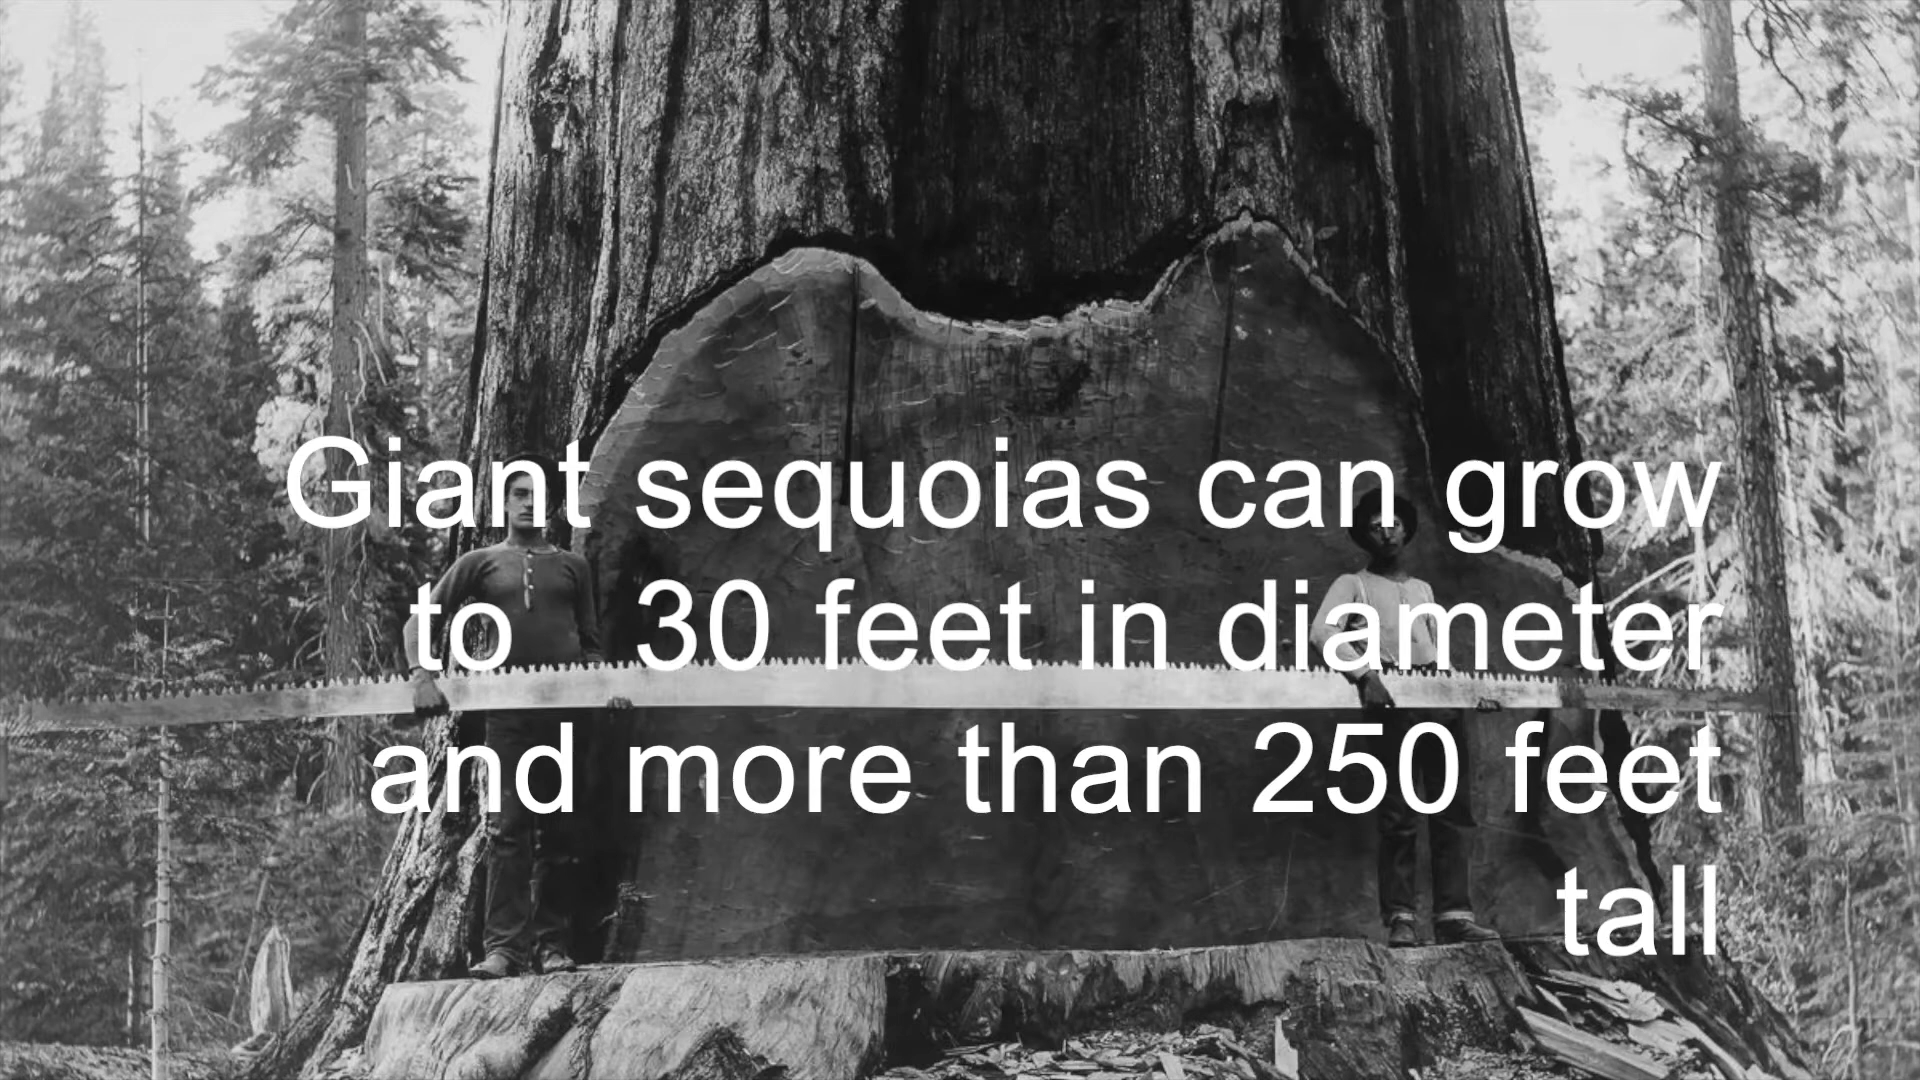 Giant sequoias can grow
to  30 feet in diameter
and more than 250 feet
tall